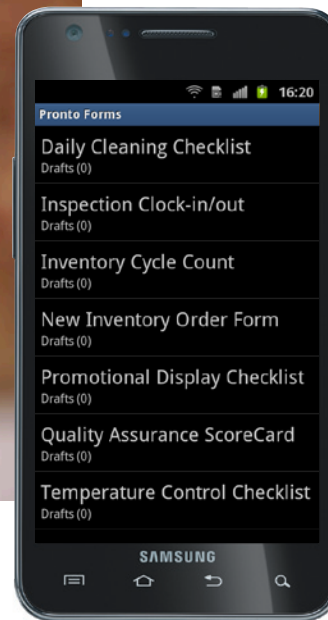 16:20
Pronto Forms
Daily Cleaning Checklist
Drafts (0)
Inspection Clock-in/out
Drafts (0)
Inventory Cycle Count
Drafts (0)
New Inventory Order Form
Drafts (0)
Promotional Display Checklist
Drafts (0)
Quality Assurance ScoreCard
Drafts (0)
Temperature Control Checklist
Drafts (0)
SAMSUNG